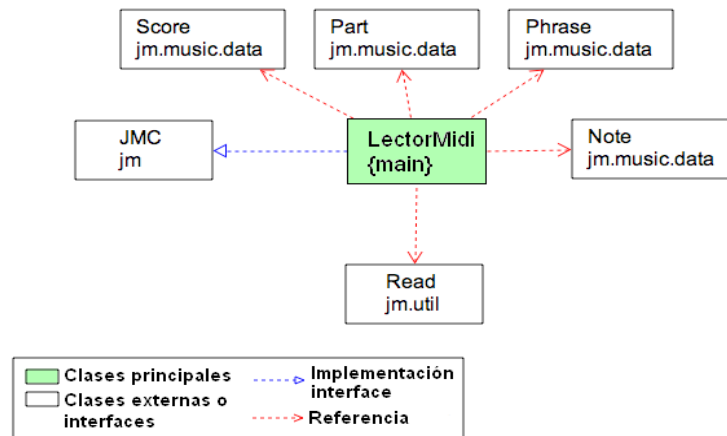 Score
jm.music.data
Part
jm.music.data
Phrase
jm.music.data
JMC
jm
LectorMidi
{main}
Note
jm.music.data
Read
jm.util
Clases principales
Clases externas o
interfaces
Implementación
interface
Referencia